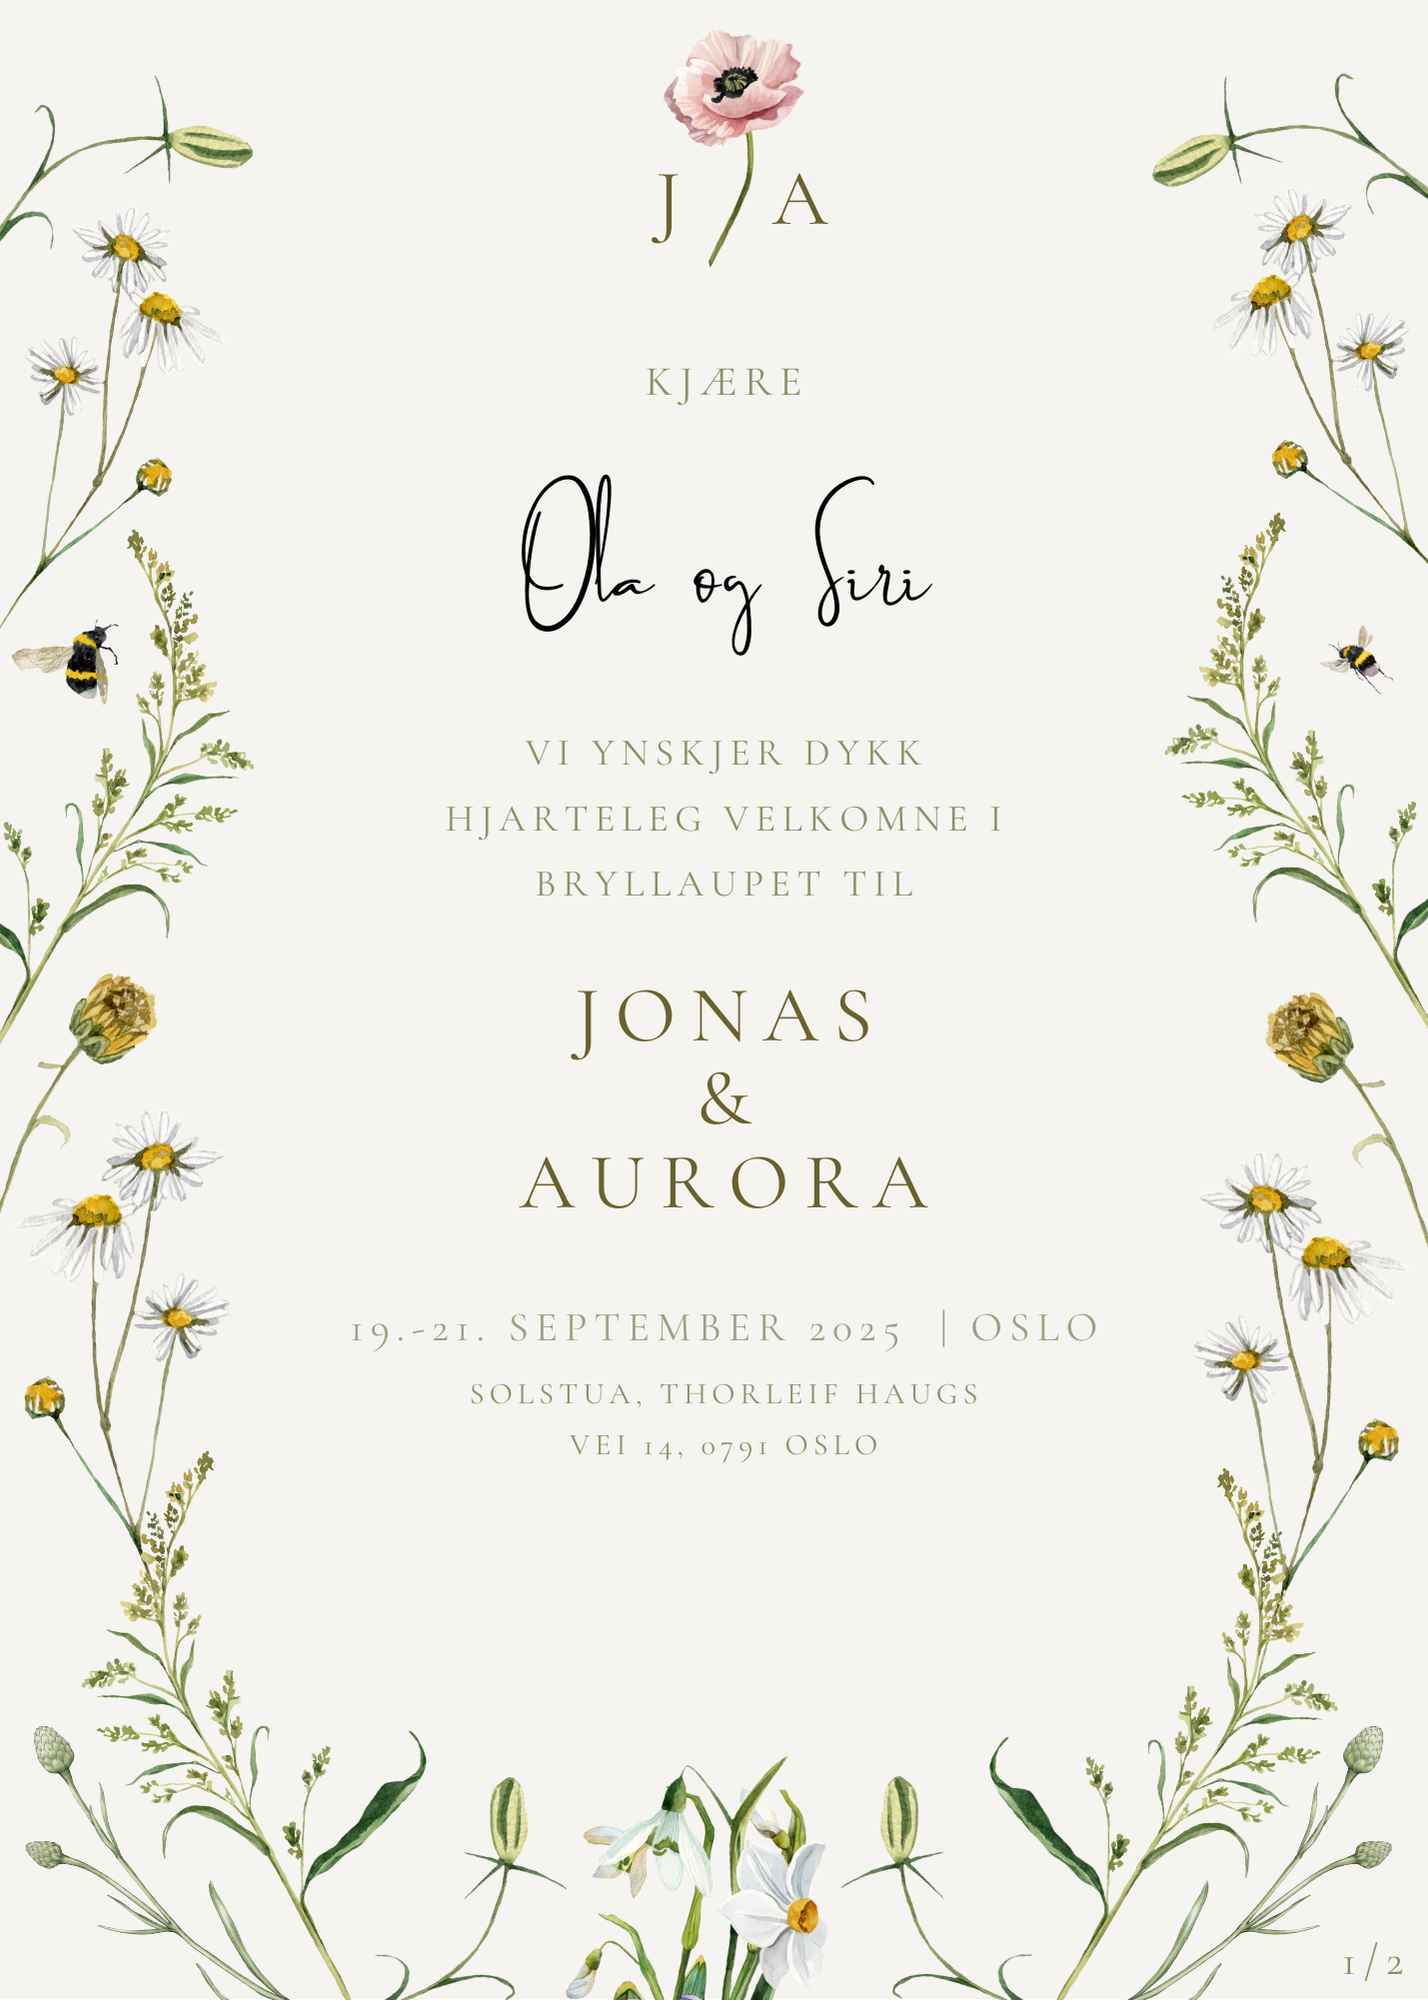 J A
KJÆRE
Ola og Siri
VI YNSKJER DYKK
HJARTELEG VELKOMNE I
BRYLLAUPET TIL
JONAS
&
AURORA
19.-21. SEPTEMBER 2025 | OSLO
SOLSTUA, THORLEIF HAUGS
VEI 14, 0791 OSLO
1/2